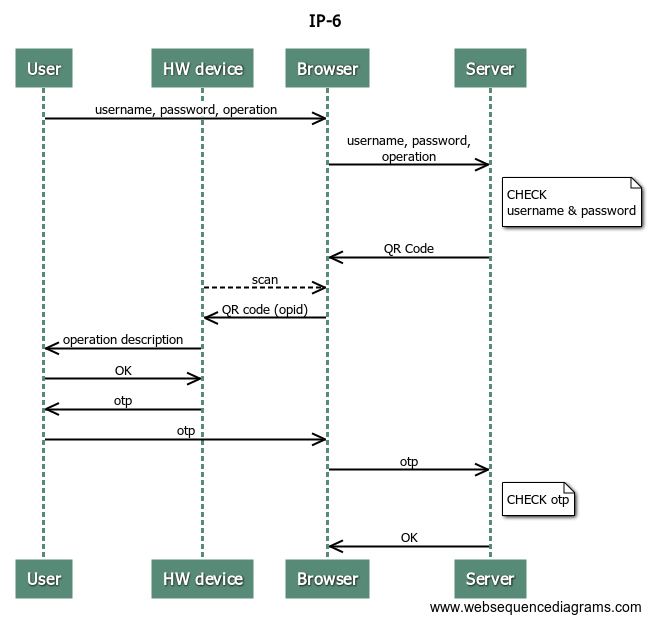 IP-6
User
HW device
Browser
Server
username, password, operation
username, password,
operation
CHECK
username & password
QR Code
scan
QR code (opid)
operation description
OK
otp
otp
otp
CHECK otp
OK
User
HW device
Browser
Server
www.websequencediagrams.com